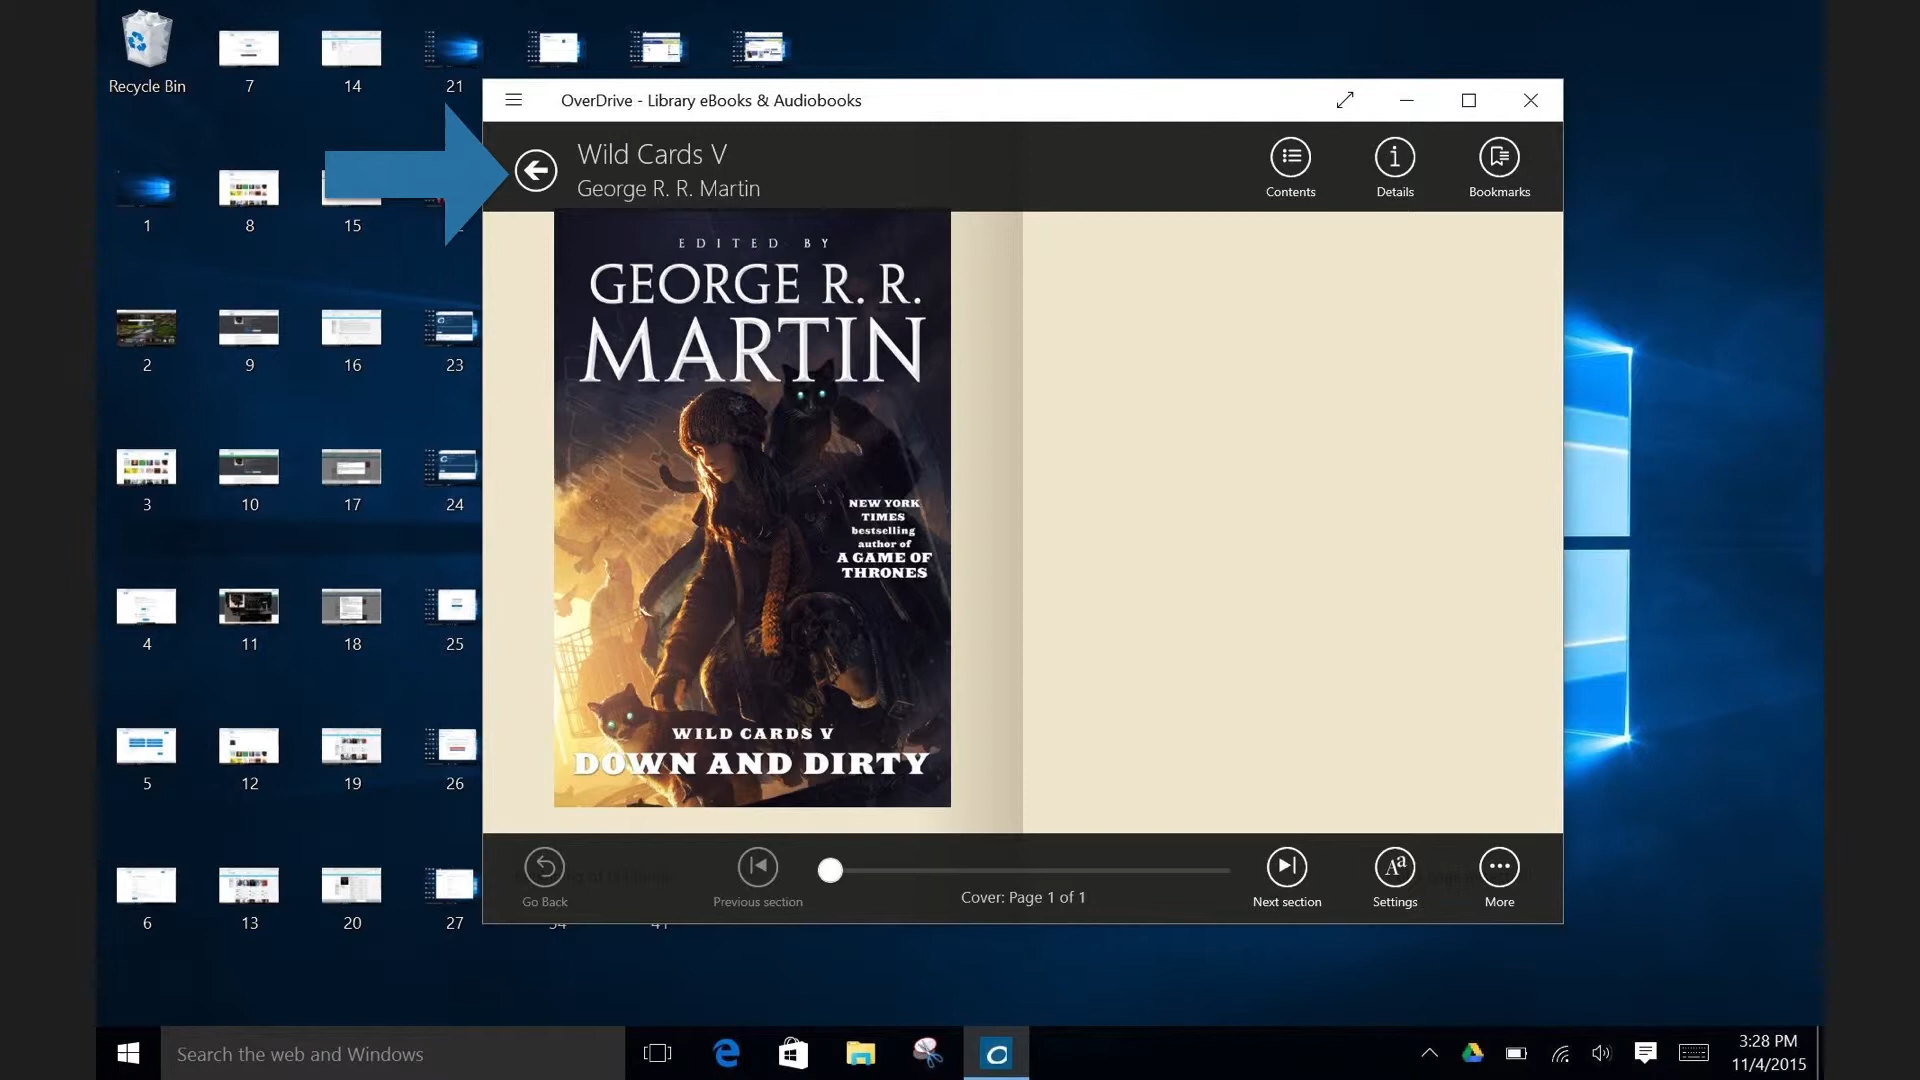 Recycle Bin
7
14
21
OverDrive - Library eBooks & Audiobooks
Wild Cards V
George R. R. Martin
Contents
Details
Bookmarks
1
8
15
EDITED BY
GEORGE R. R.
MARTIN
2
9
16
23
NEW YORK
TIMES
bestselling
author of
A GAME OF
THRONES
3
10
17
24
4
11
18
25
WILD CARDS V
DOWN AND DIRTY
5
12
19
26
Go Back
Previous section
Cover: Page 1 of 1
Next section
Aa
Settings
More
6
13
20
27
34
41
Search the web and Windows
3:28 PM
11/4/2015